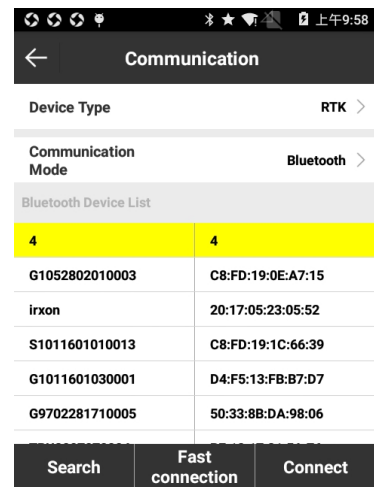 上午9:58
Communication
Device Type RTK
Communication Mode Bluetooth
Bluetooth Device List
4 4
G1052802010003 C8:FD:19:0E:A7:15
irxon 20:17:05:23:05:52
S1011601010013 C8:FD:19:1C:66:39
G1011601030001 D4:F5:13:FB:B7:D7
G9702281710005 50:33:8B:DA:98:06
Search Fast connection Connect